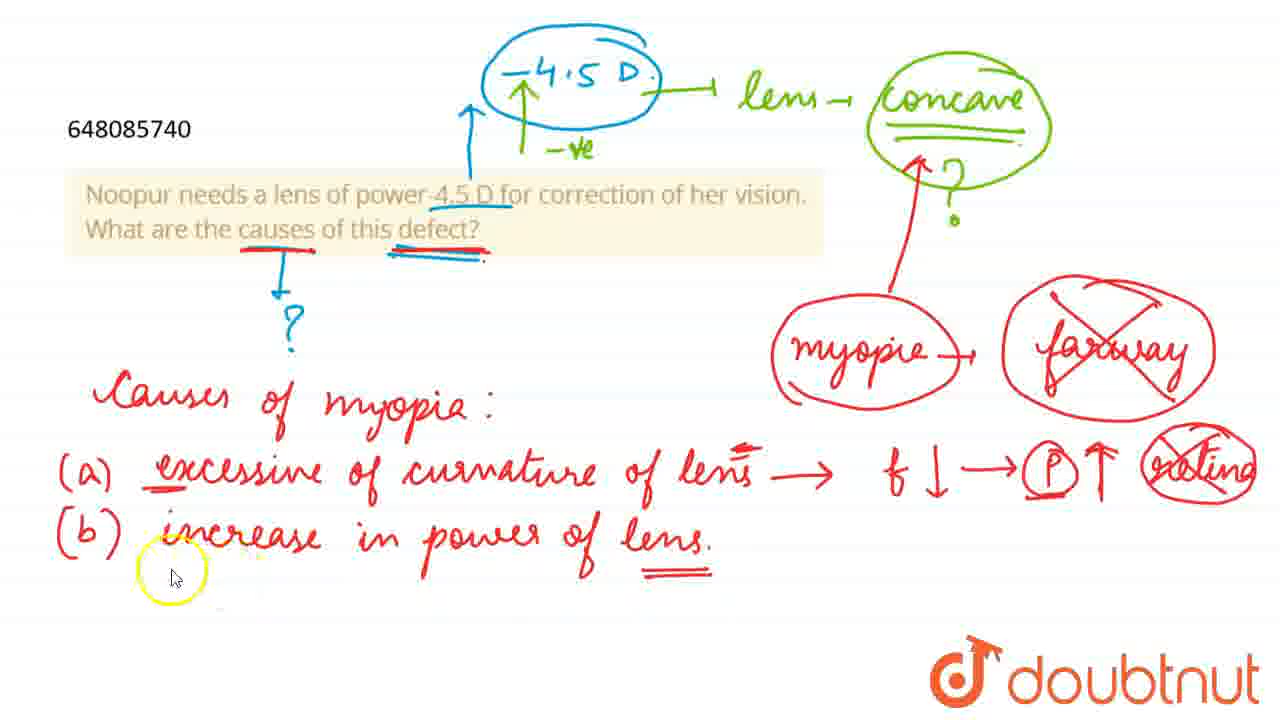 -4.5 D.
lens → concave
-ve
?
648085740
Noopur needs a lens of power-4.5 D for correction of her vision.
What are the causes of this defect?
?
myopie → farway
Causes of myopia :
(a) excessive of curvature of lens → f ↓ → P ↑ retina
(b) increase in power of lens.
doubtnut